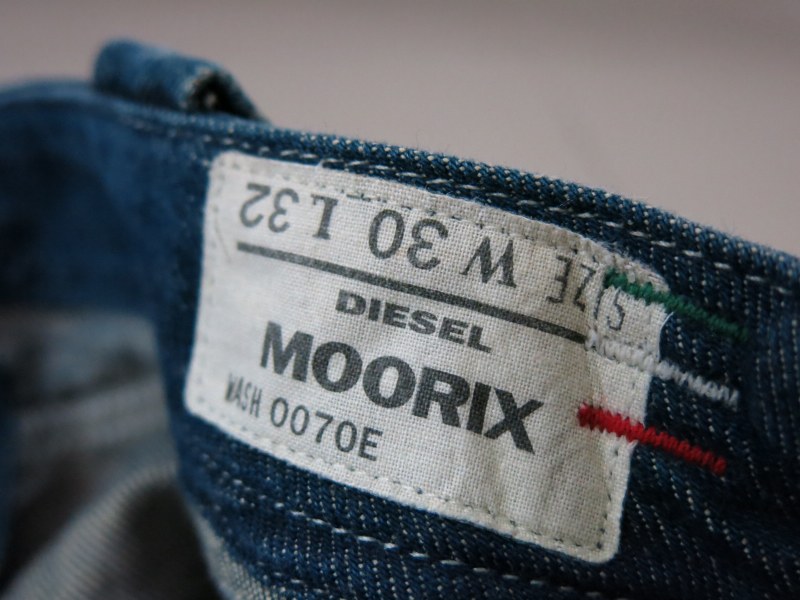 SIZE W 30 L 32
DIESEL
MOORIX
WASH 0070E